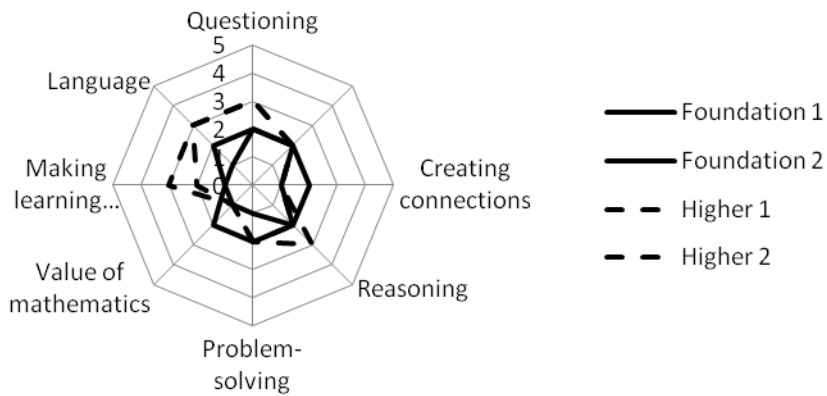 Questioning
5
4
3
2
1
0
Language
Making
learning...
Value of
mathematics
Problem-
solving
Reasoning
Creating
connections
Foundation 1
Foundation 2
Higher 1
Higher 2